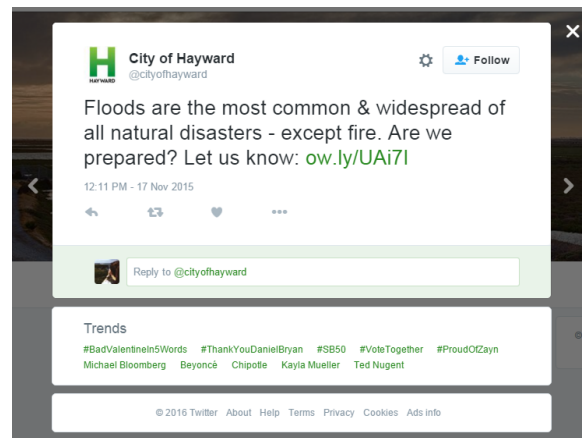 HAYWARD
City of Hayward
@cityofhayward
Follow
Floods are the most common & widespread of
all natural disasters - except fire. Are we
prepared? Let us know: ow.ly/UAi7I
12:11 PM - 17 Nov 2015
Reply to @cityofhayward
Trends
#BadValentineIn5Words #ThankYouDanielBryan #SB50 #VoteTogether #ProudOfZayn
Michael Bloomberg Beyoncé Chipotle Kayla Mueller Ted Nugent
© 2016 Twitter About Help Terms Privacy Cookies Ads info